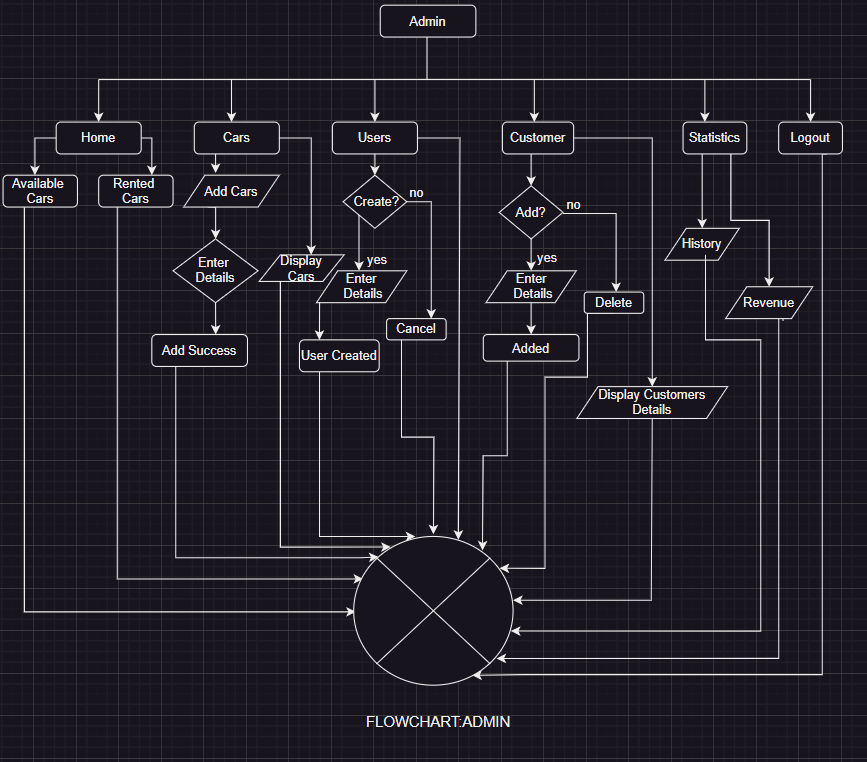 Admin
Home
Cars
Users
Customer
Statistics
Logout
Available
Cars
Rented
Cars
Add Cars
Create?
no
Add?
no
yes
yes
History
Enter
Details
Display
Cars
Enter
Details
Enter
Details
Delete
Revenue
Cancel
Add Success
User Created
Added
Display Customers
Details
FLOWCHART:ADMIN